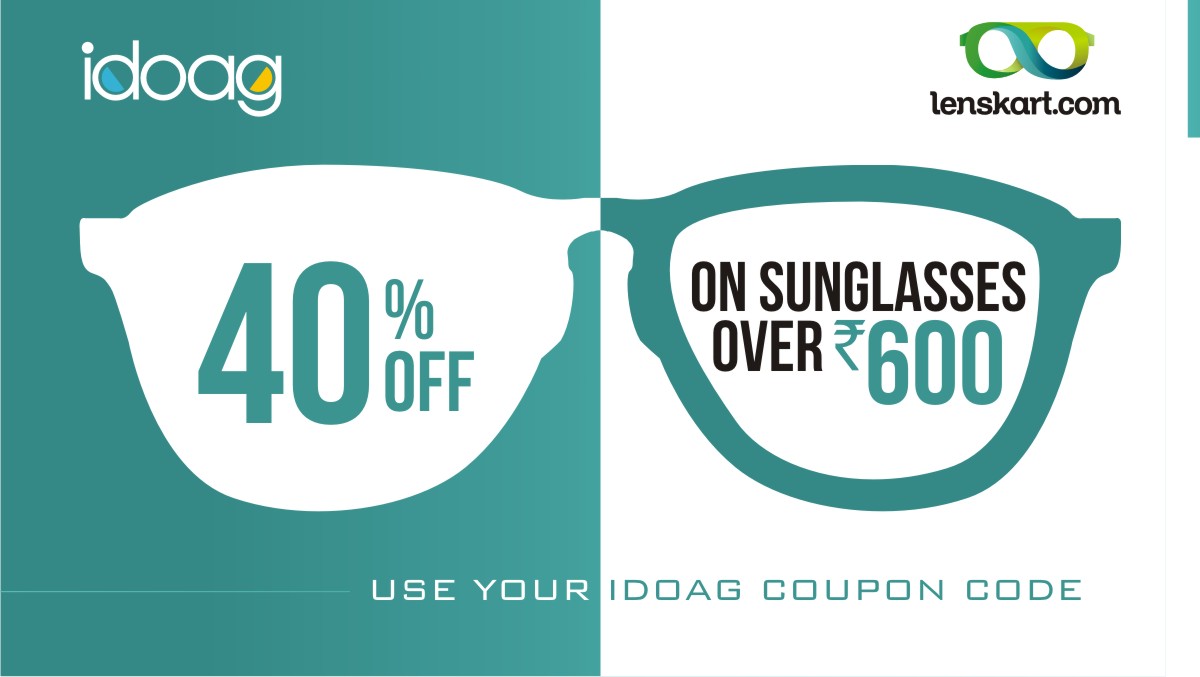 idoag
lenskart.com
40%
OFF
ON SUNGLASSES
OVER ₹600
USE YOUR IDOAG COUPON CODE